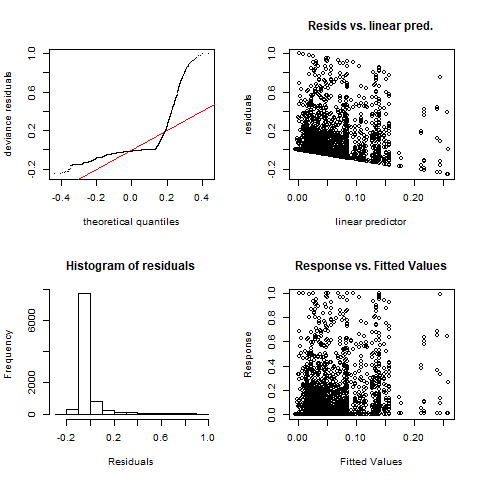 deviance residuals
-0.2 0.2 0.6 1.0
-0.4 -0.2 0.0 0.2 0.4
theoretical quantiles
Resids vs. linear pred.
residuals
-0.2 0.2 0.6 1.0
0.00 0.10 0.20
linear predictor
Histogram of residuals
Frequency
0 2000 6000
-0.2 0.2 0.6 1.0
Residuals
Response vs. Fitted Values
Response
0.0 0.2 0.4 0.6 0.8 1.0
0.00 0.10 0.20
Fitted Values